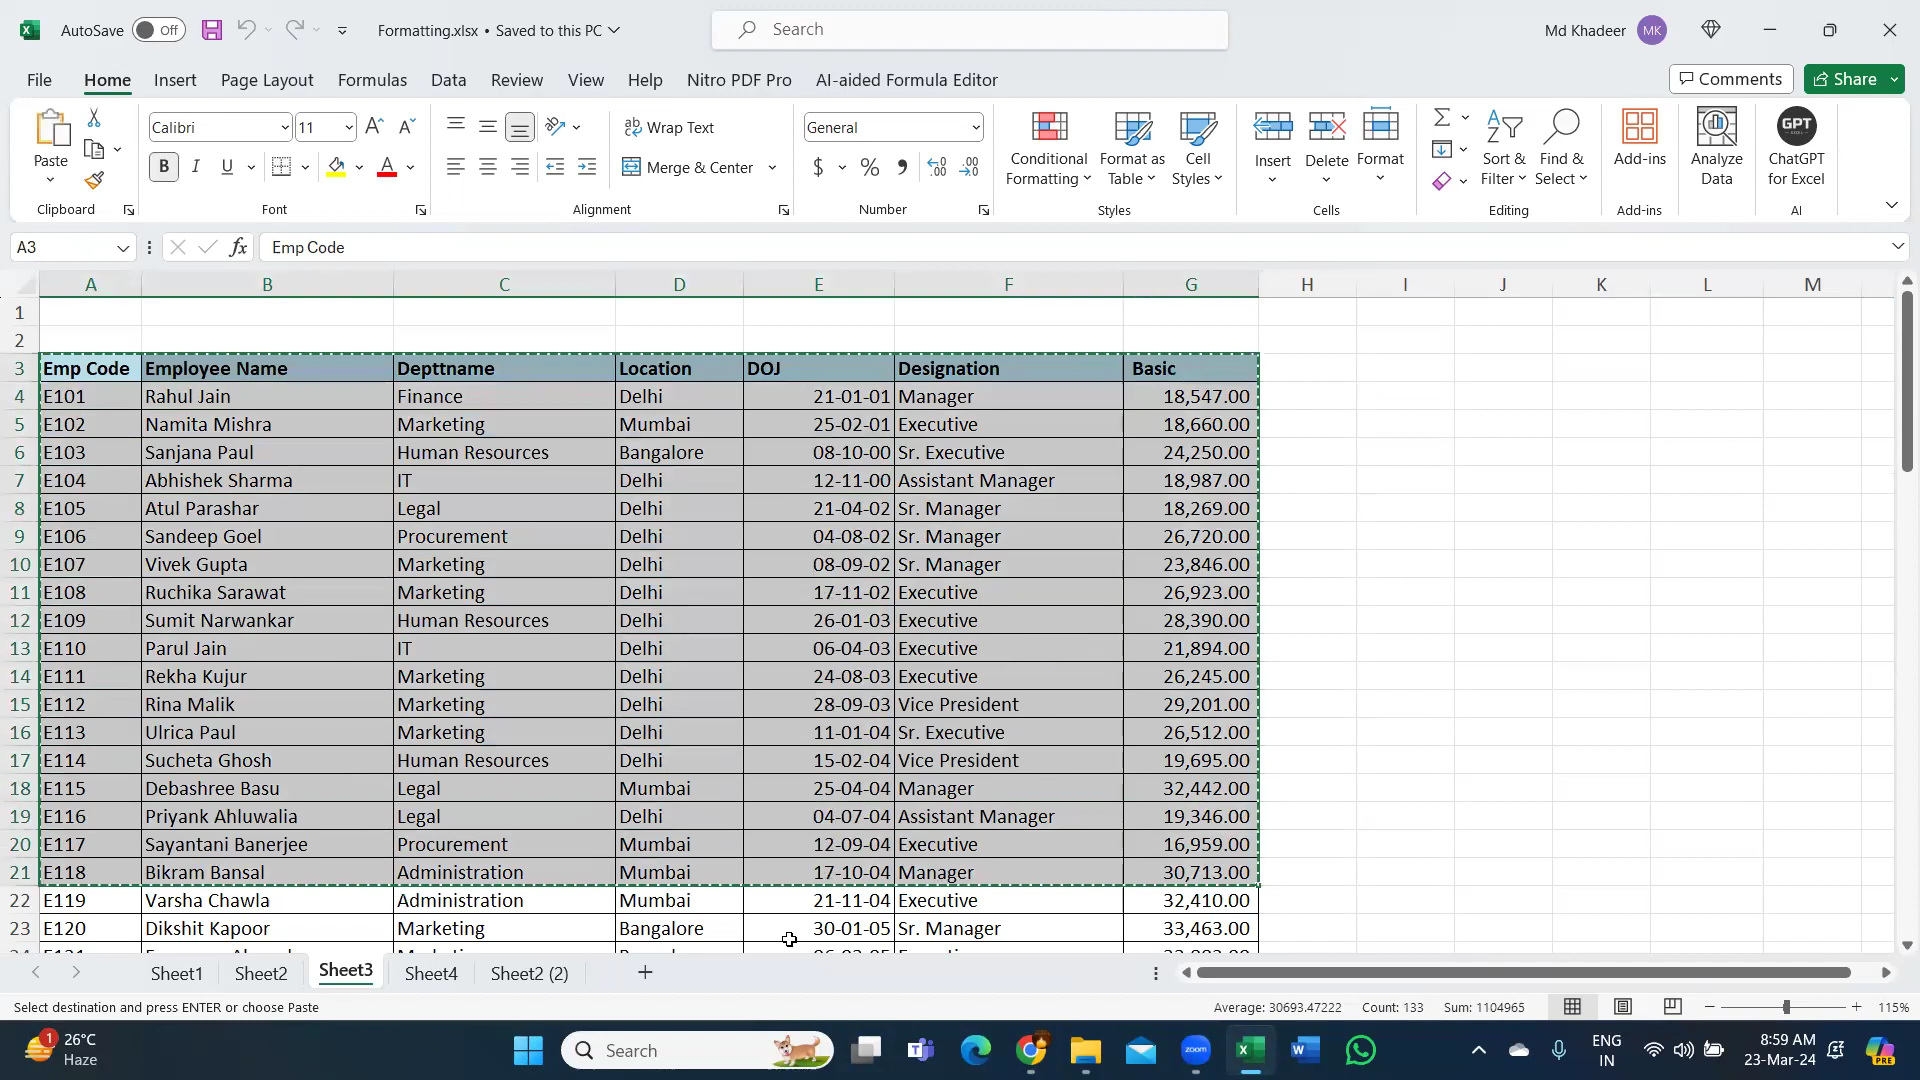 AutoSave Off Formatting.xlsx • Saved to this PC Search Md Khadeer MK
File Home Insert Page Layout Formulas Data Review View Help Nitro PDF Pro AI-aided Formula Editor Comments Share
Paste Calibri 11 Wrap Text General Conditional Formatting Format as Table Cell Styles Insert Delete Format Sort & Filter Find & Select Add-ins Analyze Data GPT ChatGPT for Excel
B I U A Merge & Center $ % , .00
Clipboard Font Alignment Number Styles Cells Editing Add-ins AI
A3 fx Emp Code
A B C D E F G H I J K L M
1
2
3 Emp Code Employee Name Depttname Location DOJ Designation Basic
4 E101 Rahul Jain Finance Delhi 21-01-01 Manager 18,547.00
5 E102 Namita Mishra Marketing Mumbai 25-02-01 Executive 18,660.00
6 E103 Sanjana Paul Human Resources Bangalore 08-10-00 Sr. Executive 24,250.00
7 E104 Abhishek Sharma IT Delhi 12-11-00 Assistant Manager 18,987.00
8 E105 Atul Parashar Legal Delhi 21-04-02 Sr. Manager 18,269.00
9 E106 Sandeep Goel Procurement Delhi 04-08-02 Sr. Manager 26,720.00
10 E107 Vivek Gupta Marketing Delhi 08-09-02 Sr. Manager 23,846.00
11 E108 Ruchika Sarawat Marketing Delhi 17-11-02 Executive 26,923.00
12 E109 Sumit Narwankar Human Resources Delhi 26-01-03 Executive 28,390.00
13 E110 Parul Jain IT Delhi 06-04-03 Executive 21,894.00
14 E111 Rekha Kujur Marketing Delhi 24-08-03 Executive 26,245.00
15 E112 Rina Malik Marketing Delhi 28-09-03 Vice President 29,201.00
16 E113 Ulrica Paul Marketing Delhi 11-01-04 Sr. Executive 26,512.00
17 E114 Sucheta Ghosh Human Resources Delhi 15-02-04 Vice President 19,695.00
18 E115 Debashree Basu Legal Mumbai 25-04-04 Manager 32,442.00
19 E116 Priyank Ahluwalia Legal Delhi 04-07-04 Assistant Manager 19,346.00
20 E117 Sayantani Banerjee Procurement Mumbai 12-09-04 Executive 16,959.00
21 E118 Bikram Bansal Administration Mumbai 17-10-04 Manager 30,713.00
22 E119 Varsha Chawla Administration Mumbai 21-11-04 Executive 32,410.00
23 E120 Dikshit Kapoor Marketing Bangalore 30-01-05 Sr. Manager 33,463.00
Sheet1 Sheet2 Sheet3 Sheet4 Sheet2 (2)
Select destination and press ENTER or choose Paste Average: 30693.47222 Count: 133 Sum: 1104965 115%
1 26°C Search zoom ENG 8:59 AM
Haze IN 23-Mar-24 PRE